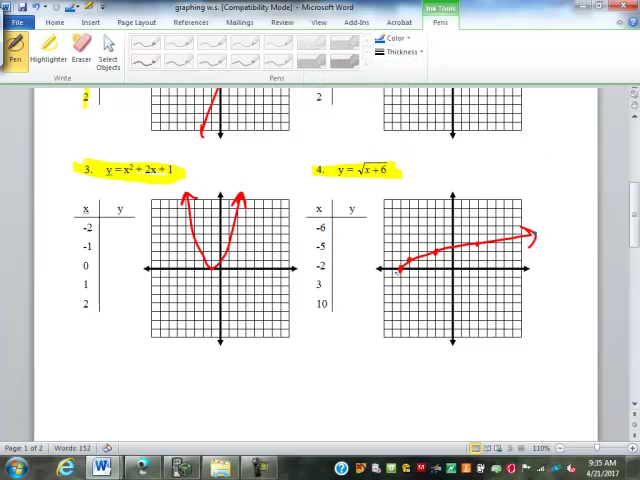 graphing w.s. [Compatibility Mode] - Microsoft Word
Ink Tools
File Home Insert Page Layout References Mailings Review View Add-Ins Acrobat Pens
Pen Highlighter Eraser Select Objects
Color
Thickness
Write Pens
2 2
3. y = x² + 2x + 1
4. y = √x + 6
x y
-2
-1
0
1
2
x y
-6
-5
-2
3
10
Page: 1 of 2 Words: 152 110%
9:35 AM
4/21/2017